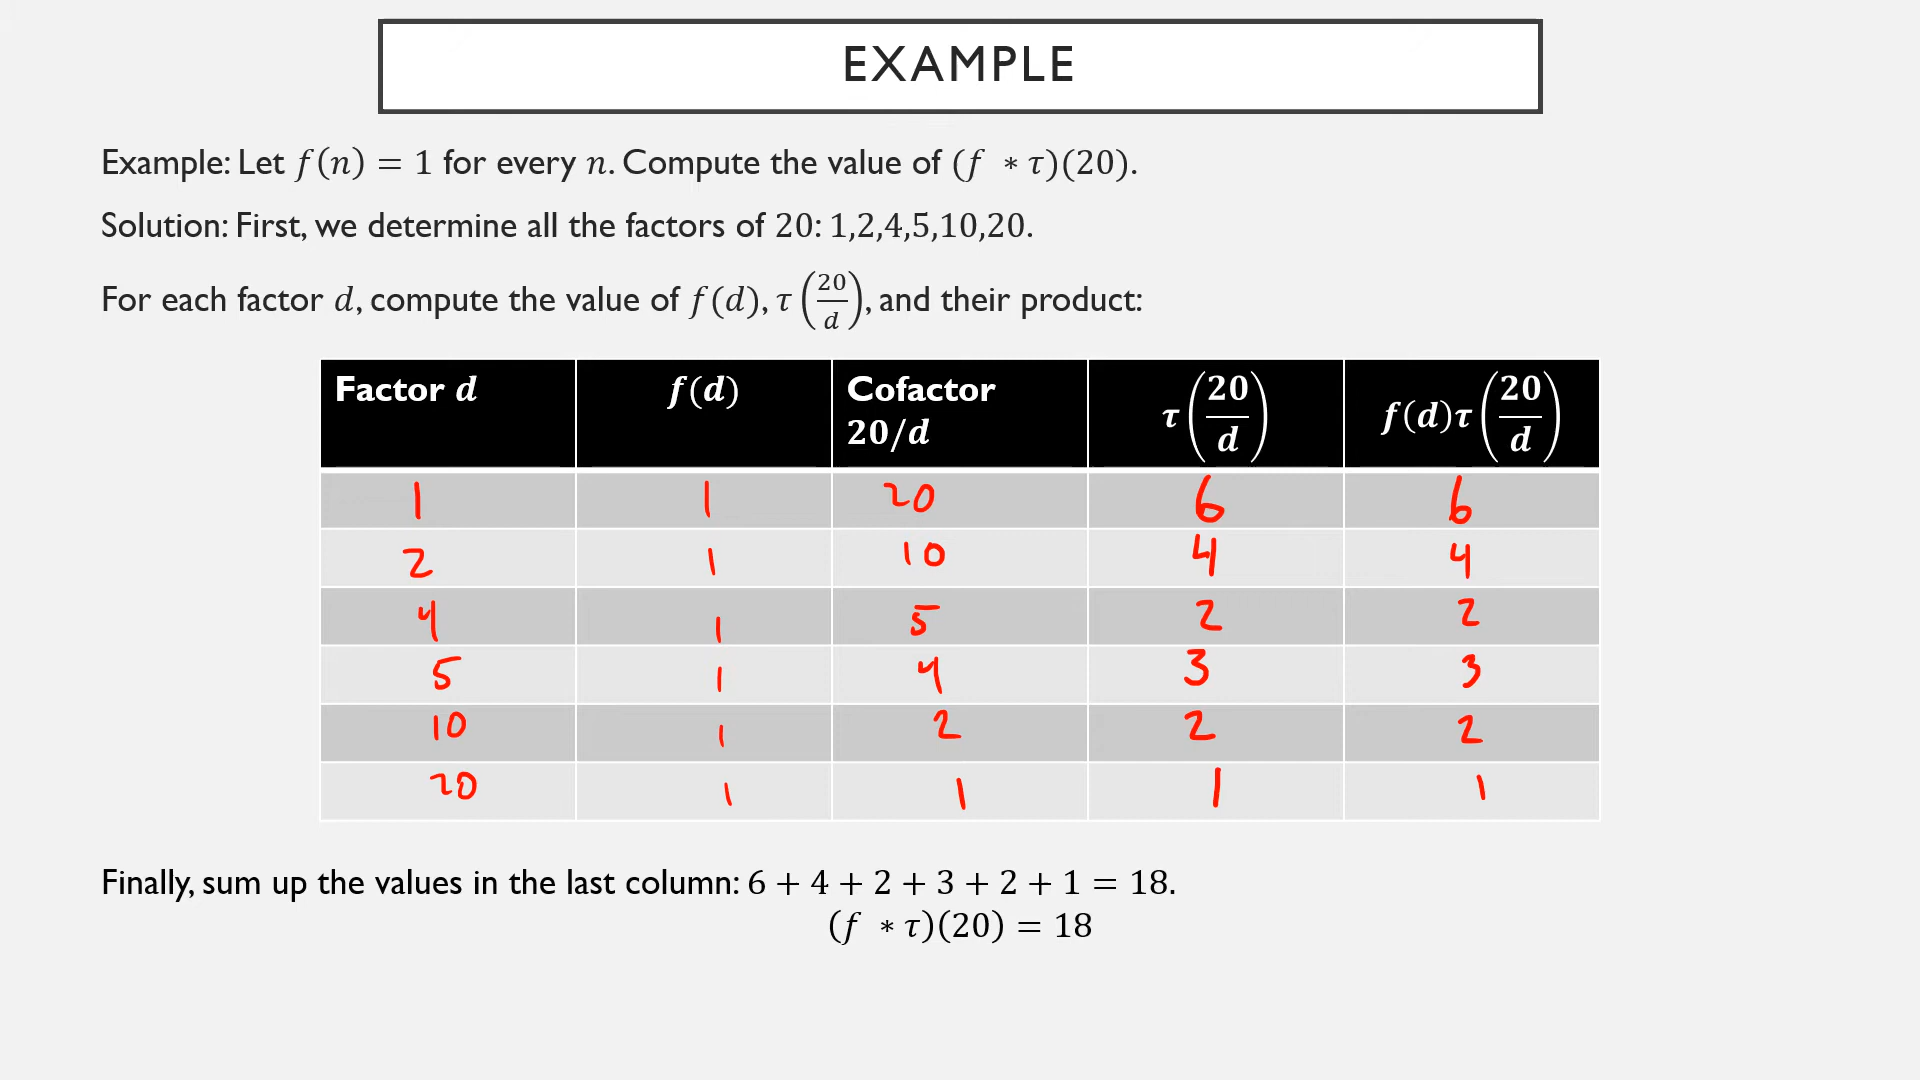 EXAMPLE
Example: Let f(n) = 1 for every n. Compute the value of (f ∗ τ)(20).
Solution: First, we determine all the factors of 20: 1,2,4,5,10,20.
For each factor d, compute the value of f(d), τ(20/d), and their product:
Factor d f(d) Cofactor 20/d τ(20/d) f(d)τ(20/d)
1 1 20 6 6
2 1 10 4 4
4 1 5 2 2
5 1 4 3 3
10 1 2 2 2
20 1 1 1 1
Finally, sum up the values in the last column: 6 + 4 + 2 + 3 + 2 + 1 = 18.
(f ∗ τ)(20) = 18